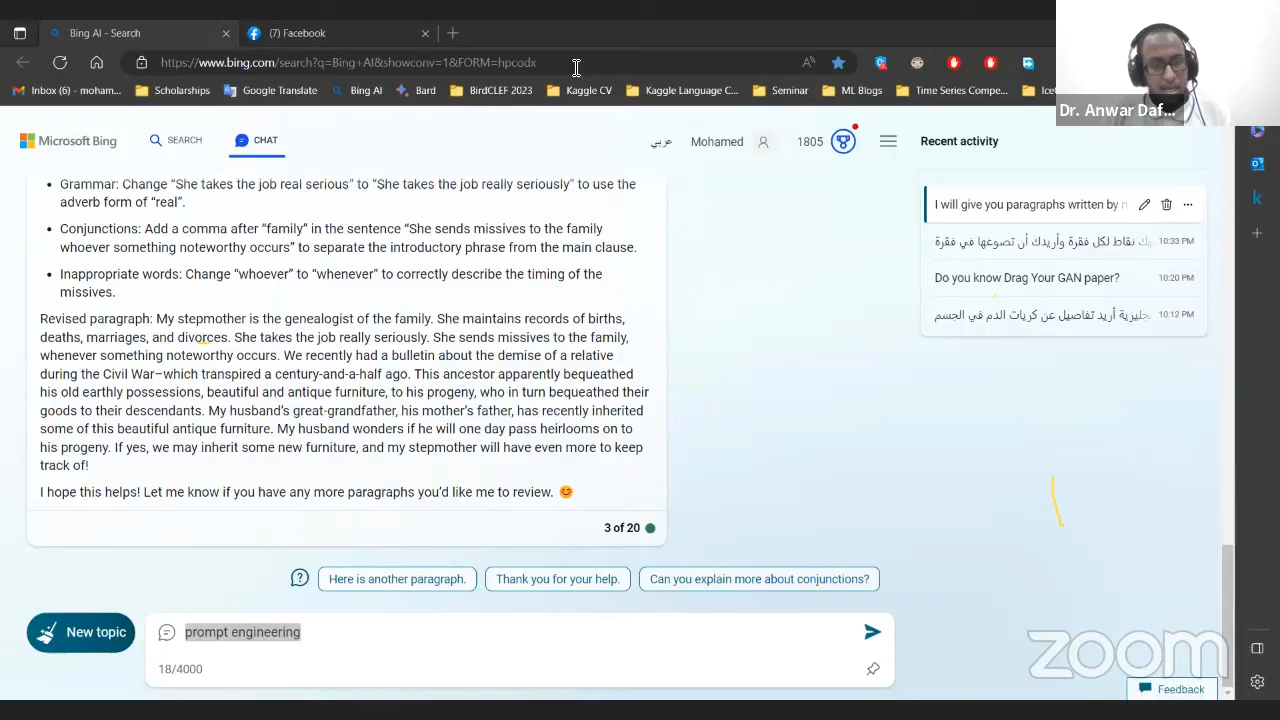 Bing AI - Search
(7) Facebook
https://www.bing.com/search?q=Bing+AI&showconv=1&FORM=hpcodx
Inbox (6) - moham...
Scholarships
Google Translate
Bing AI
Bard
BirdCLEF 2023
Kaggle CV
Kaggle Language C...
Seminar
ML Blogs
Time Series Compe...
Dr. Anwar Daf...
Microsoft Bing
SEARCH
CHAT
عربي
Mohamed
1805
Recent activity
• Grammar: Change “She takes the job real serious” to “She takes the job really seriously” to use the
adverb form of “real”.
• Conjunctions: Add a comma after “family” in the sentence “She sends missives to the family
whoever something noteworthy occurs” to separate the introductory phrase from the main clause.
• Inappropriate words: Change “whoever” to “whenever” to correctly describe the timing of the
missives.
Revised paragraph: My stepmother is the genealogist of the family. She maintains records of births,
deaths, marriages, and divorces. She takes the job really seriously. She sends missives to the family,
whenever something noteworthy occurs. We recently had a bulletin about the demise of a relative
during the Civil War–which transpired a century-and-a-half ago. This ancestor apparently bequeathed
his old earthly possessions, beautiful and antique furniture, to his progeny, who in turn bequeathed their
goods to their descendants. My husband’s great-grandfather, his mother’s father, has recently inherited
some of this beautiful antique furniture. My husband wonders if he will one day pass heirlooms on to
his progeny. If yes, we may inherit some new furniture, and my stepmother will have even more to keep
track of!
I hope this helps! Let me know if you have any more paragraphs you’d like me to review. 😊
3 of 20
I will give you paragraphs written by
نقاط لكل فقرة وأريدك أن تصوغها في فقرة 10:33 PM
Do you know Drag Your GAN paper? 10:20 PM
أريد تفاصيل عن كريات الدم في الجسم 10:12 PM
Here is another paragraph.
Thank you for your help.
Can you explain more about conjunctions?
New topic
prompt engineering
18/4000
zoom
Feedback